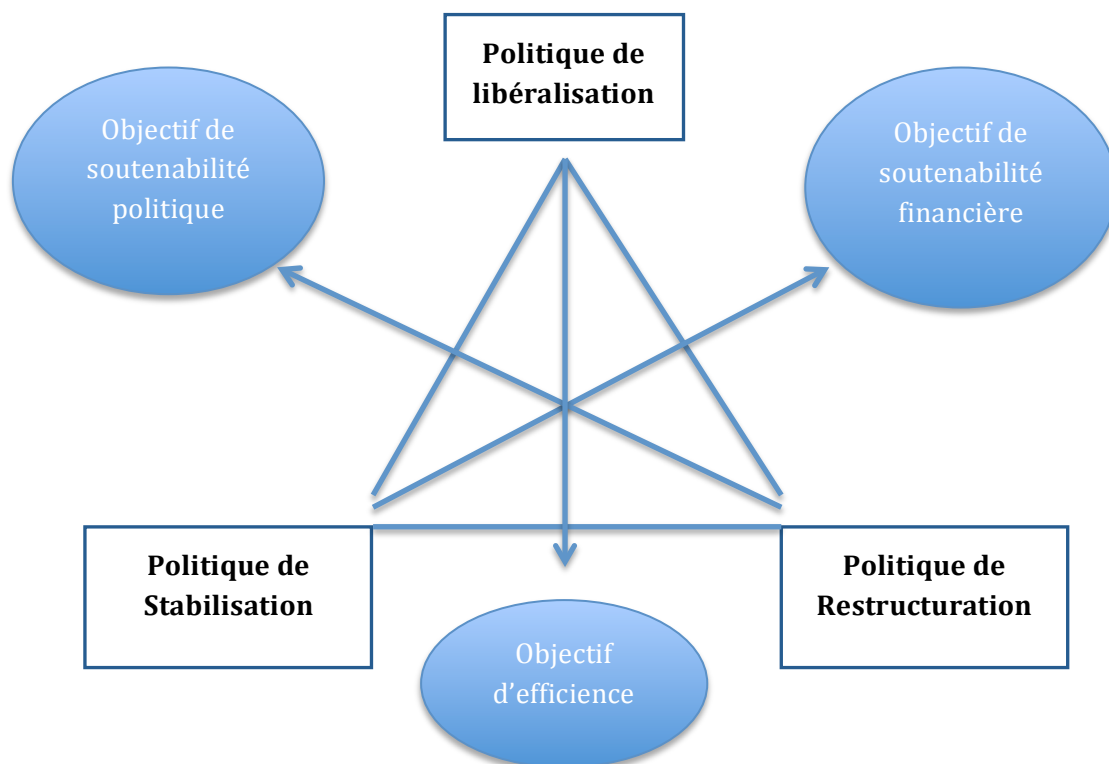 Politique de
libéralisation
Objectif de
soutenabilité
politique
Objectif de
soutenabilité
financière
Politique de
Stabilisation
Politique de
Restructuration
Objectif
d’efficience